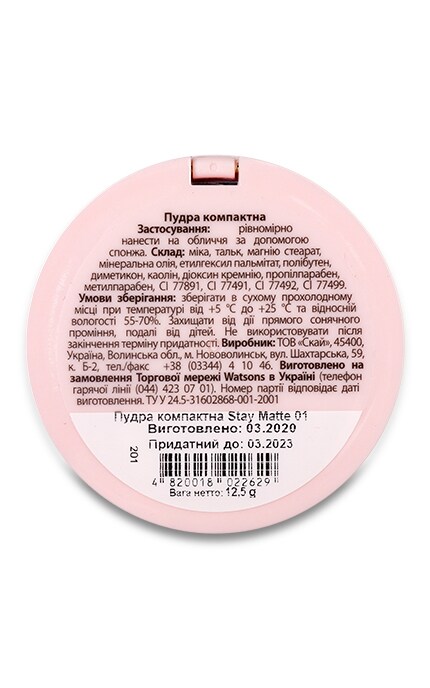 Пудра компактна
Застосування: рівномірно
нанести на обличчя за допомогою
спонжа. Склад: міка, тальк, магнію стеарат,
мінеральна олія, етилгексил пальмітат, полібутен,
диметикон, каолін, діоксин кремнію, пропілпарабен,
метилпарабен, CI 77891, CI 77491, CI 77492, CI 77499.
Умови зберігання: зберігати в сухому прохолодному
місці при температурі від +5 °C до +25 °C та відносній
вологості 55-70%. Захищати від дії прямого сонячного
проміння, подалі від дітей. Не використовувати після
закінчення терміну придатності. Виробник: ТОВ «Скай», 45400,
Україна, Волинська обл., м. Нововолинськ, вул. Шахтарська, 59,
к. Б-2, тел./факс +38 (03344) 4 10 46. Виготовлено на
замовлення Торгової мережі Watsons в Україні (телефон
гарячої лінії (044 423 07 01). Номер партії відповідає даті
виготовлення. ТУ У 24.5-31602868-001-2001
Пудра компактна Stay Matte 01
Виготовлено: 03.2020
Придатний до: 03.2023
201
4 820018 022629
Вага нетто: 12,5 g